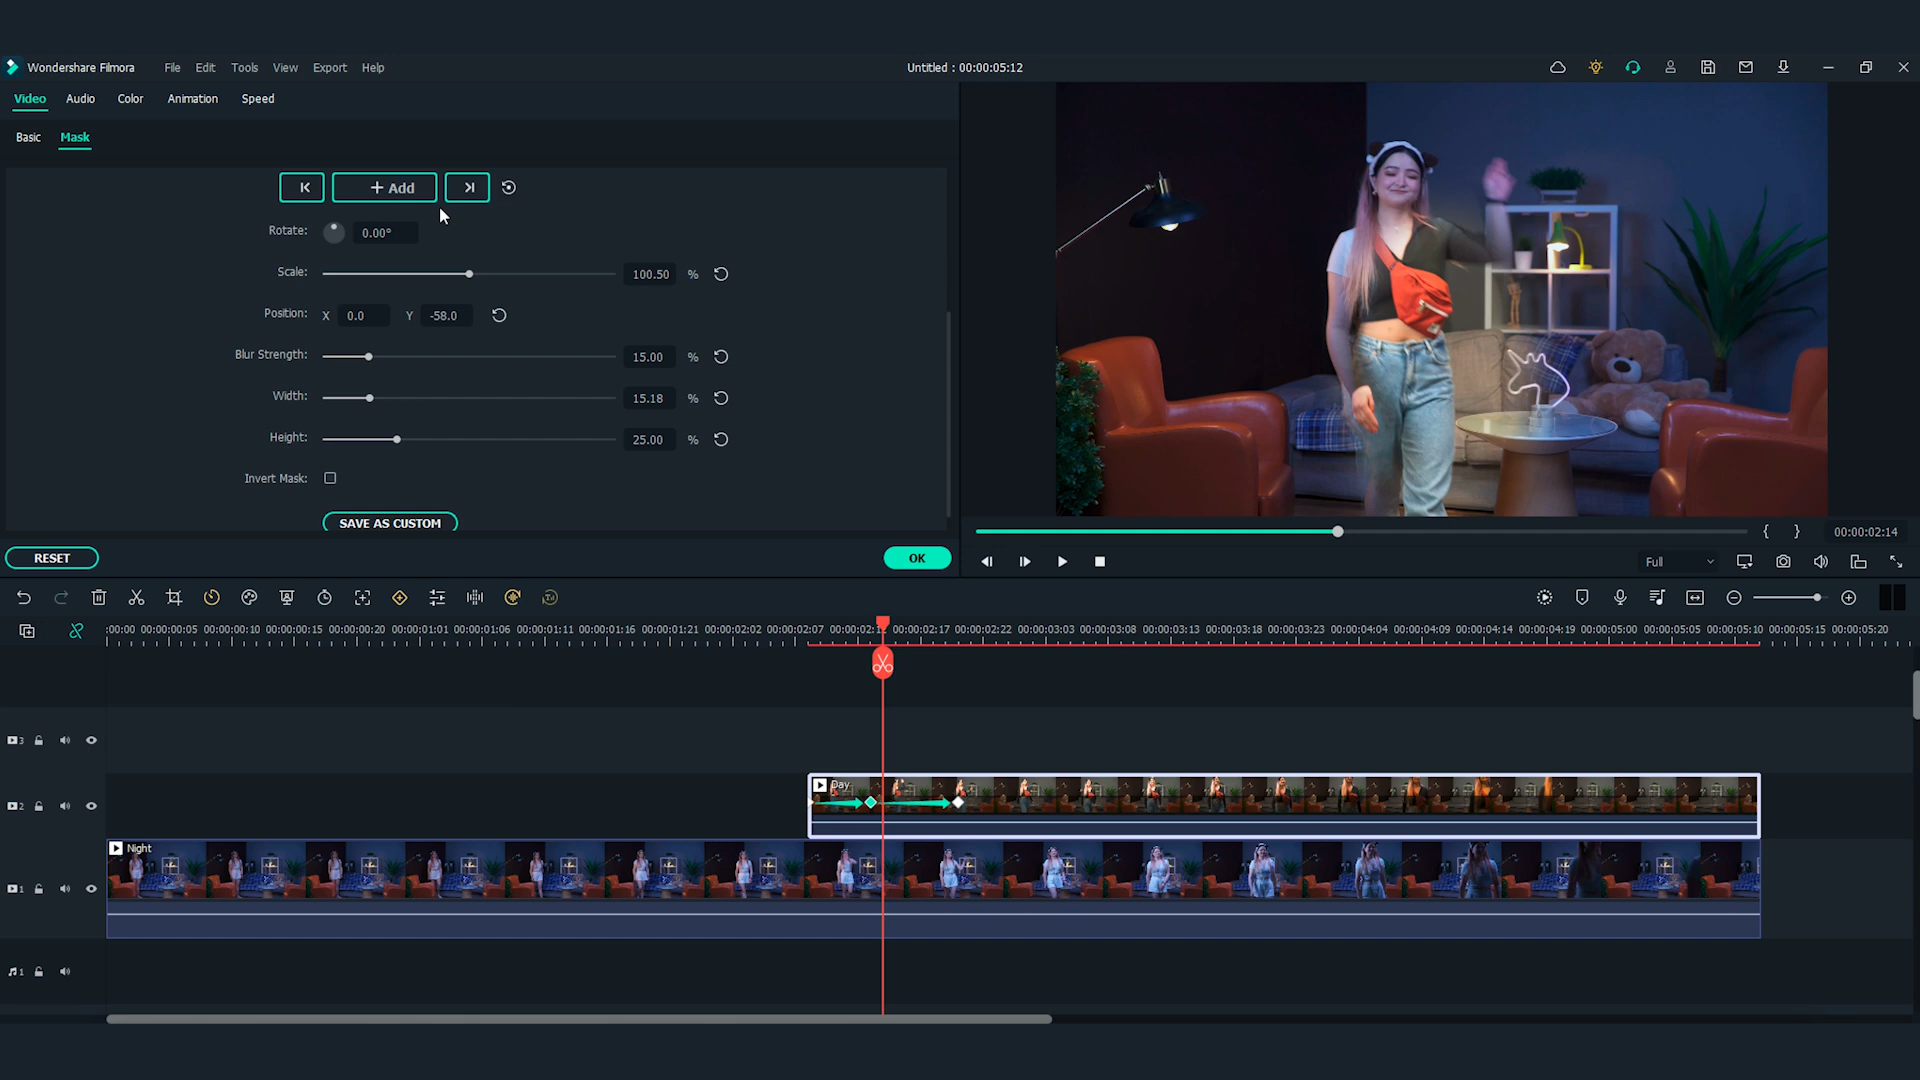 Wondershare Filmora File Edit Tools View Export Help Untitled : 00:00:05:12
Video Audio Color Animation Speed
Basic Mask
+ Add
Rotate: 0.00°
Scale: 100.50 %
Position: X 0.0 Y -58.0
Blur Strength: 15.00 %
Width: 15.18 %
Height: 25.00 %
Invert Mask:
SAVE AS CUSTOM
{ } 00:00:02:14
RESET OK
Full
:00:00 00:00:00:05 00:00:00:10 00:00:00:15 00:00:00:20 00:00:01:01 00:00:01:06 00:00:01:11 00:00:01:16 00:00:01:21 00:00:02:02 00:00:02:07 00:00:02:17 00:00:02:22 00:00:03:03 00:00:03:08 00:00:03:13 00:00:03:18 00:00:03:23 00:00:04:04 00:00:04:09 00:00:04:14 00:00:04:19 00:00:05:00 00:00:05:05 00:00:05:10 00:00:05:15 00:00:05:20
3
Day
2
Night
1
1